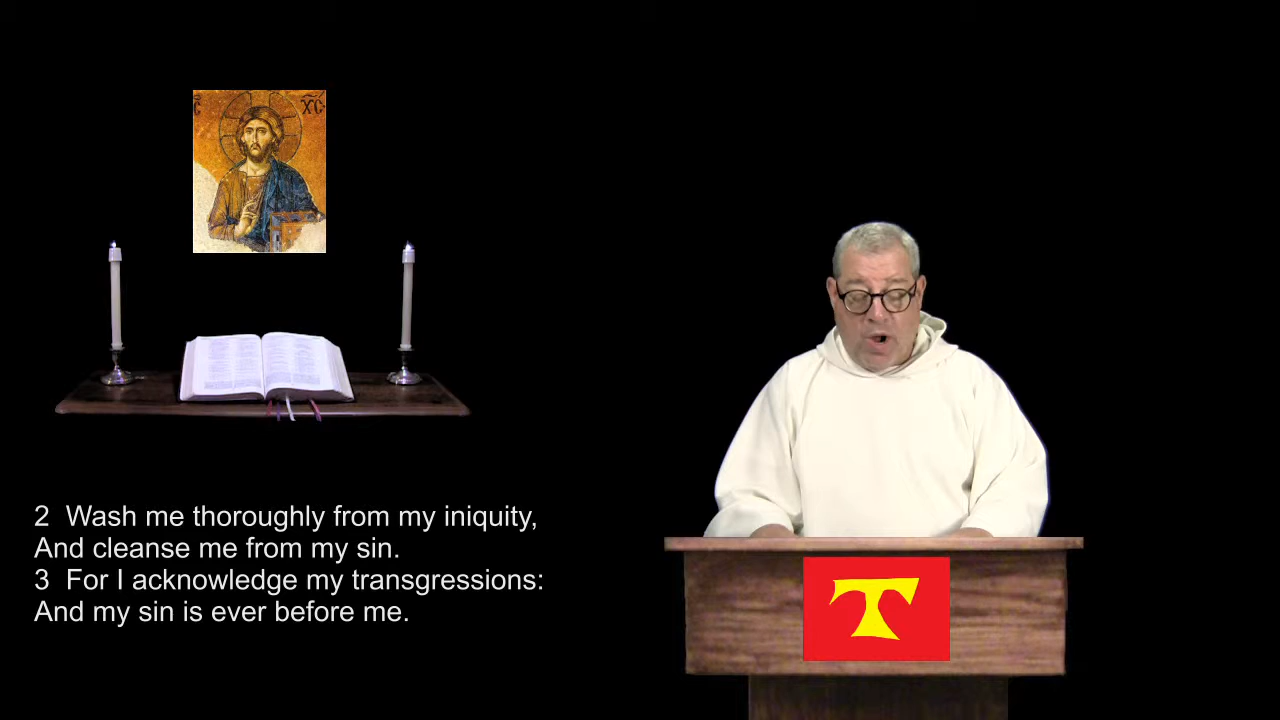 XC
2 Wash me thoroughly from my iniquity,
And cleanse me from my sin.
3 For I acknowledge my transgressions:
And my sin is ever before me.
T